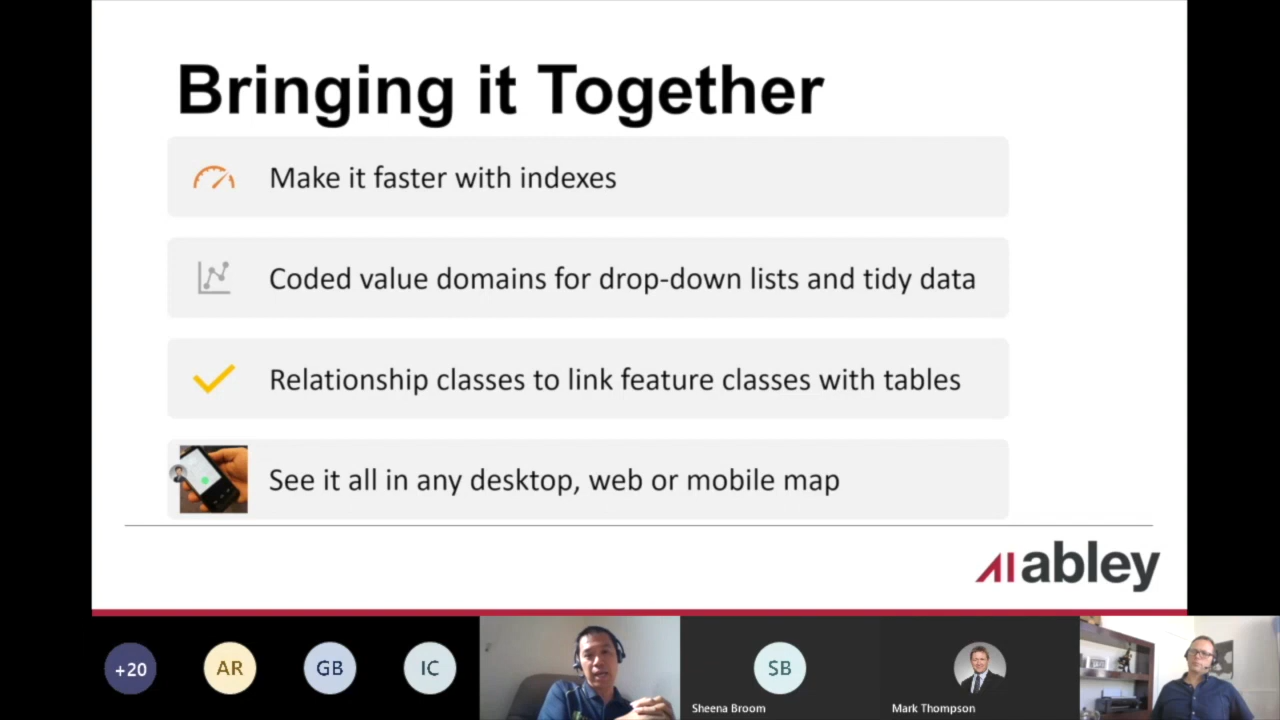 Bringing it Together
Make it faster with indexes
Coded value domains for drop-down lists and tidy data
Relationship classes to link feature classes with tables
See it all in any desktop, web or mobile map
abley
+20
AR
GB
IC
SB
Sheena Broom
Mark Thompson